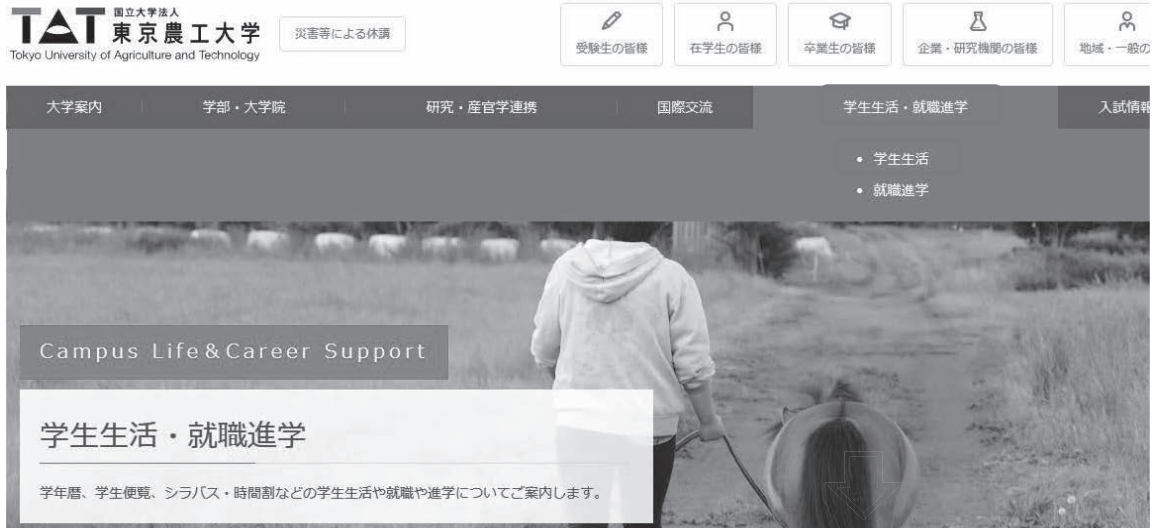 TAT
国立大学法人
東京農工大学
Tokyo University of Agriculture and Technology
災害等による休講
受験生の皆様
在学生の皆様
卒業生の皆様
企業・研究機関の皆様
地域・一般の
大学案内
学部・大学院
研究・産官学連携
国際交流
学生生活・就職進学
入試情報
• 学生生活
• 就職進学
Campus Life&Career Support
学生生活・就職進学
学年暦、学生便覧、シラバス・時間割などの学生生活や就職や進学についてご案内します。